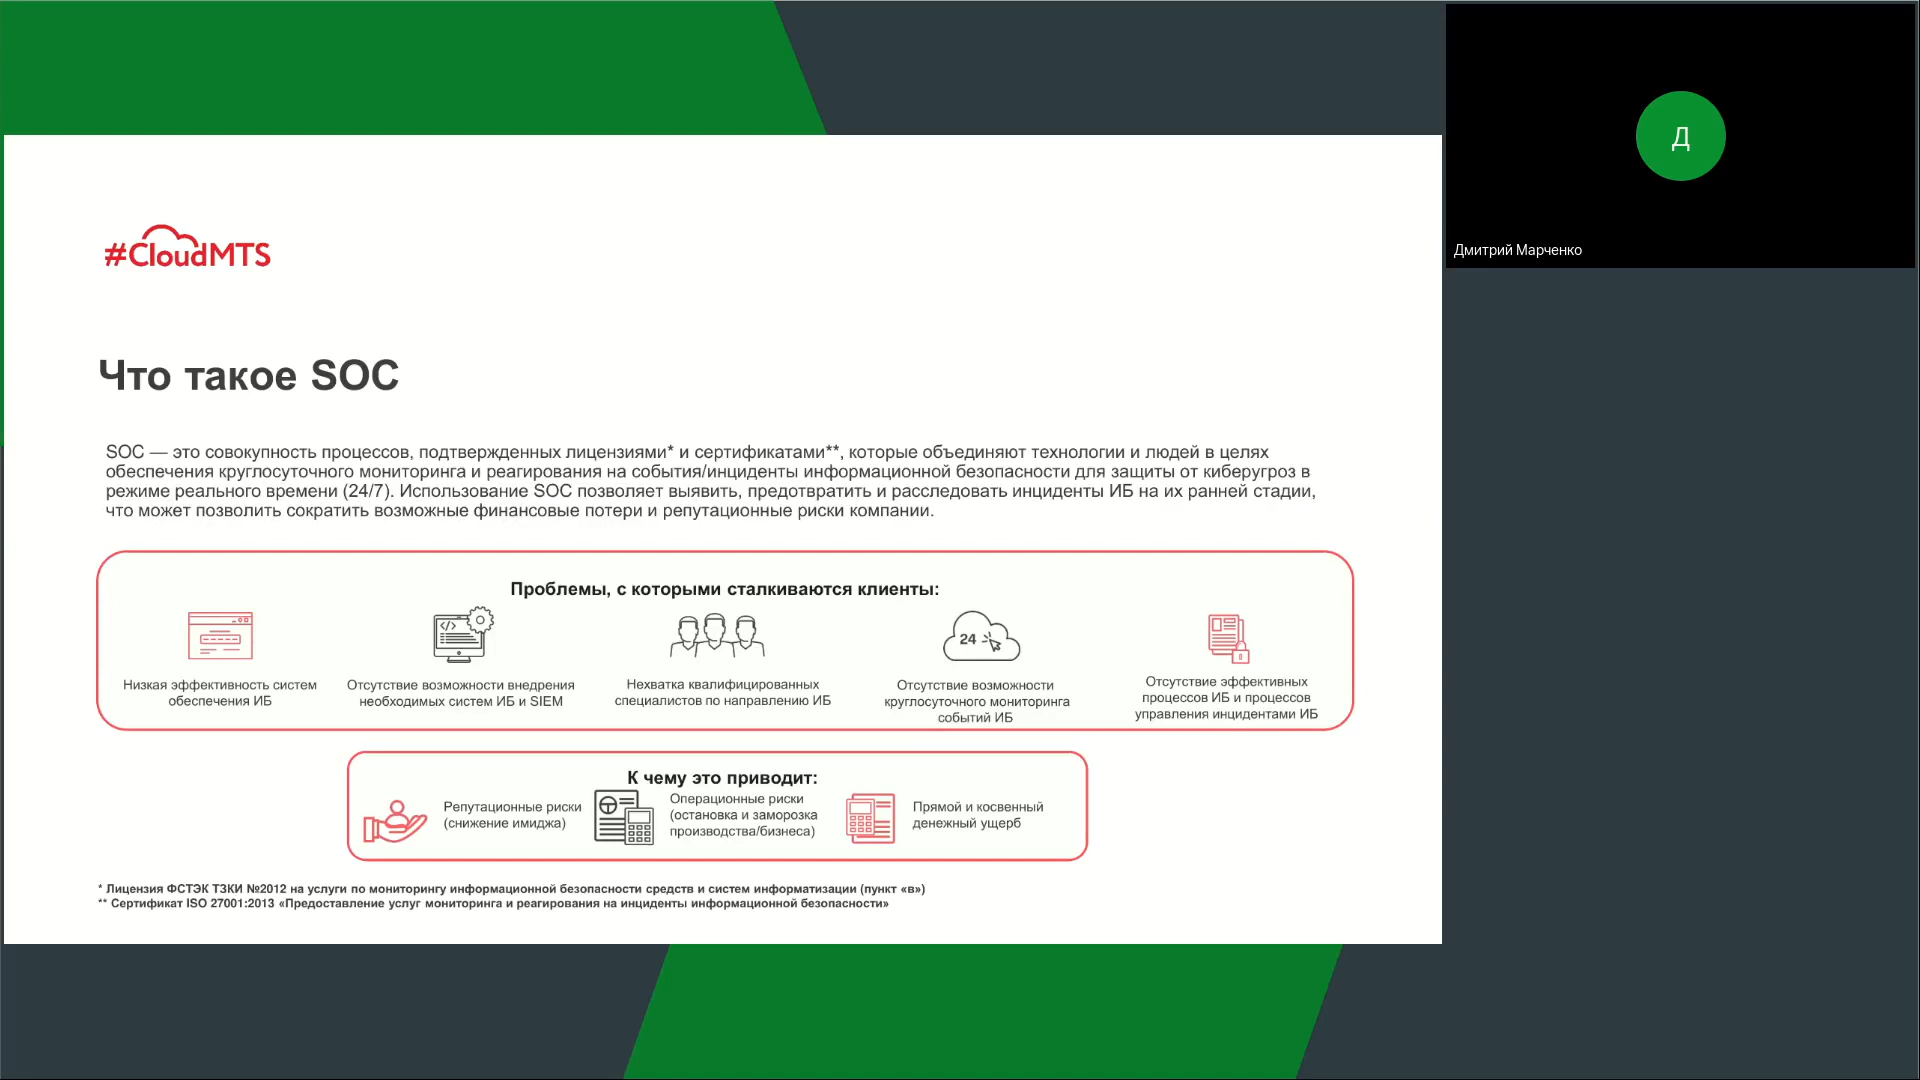 #CloudMTS
Что такое SOC
SOC — это совокупность процессов, подтвержденных лицензиями* и сертификатами**, которые объединяют технологии и людей в целях
обеспечения круглосуточного мониторинга и реагирования на события/инциденты информационной безопасности для защиты от киберугроз в
режиме реального времени (24/7). Использование SOC позволяет выявить, предотвратить и расследовать инциденты ИБ на их ранней стадии,
что может позволить сократить возможные финансовые потери и репутационные риски компании.
Проблемы, с которыми сталкиваются клиенты:
24
Низкая эффективность систем
обеспечения ИБ
Отсутствие возможности внедрения
необходимых систем ИБ и SIEM
Нехватка квалифицированных
специалистов по направлению ИБ
Отсутствие возможности
круглосуточного мониторинга
событий ИБ
Отсутствие эффективных
процессов ИБ и процессов
управления инцидентами ИБ
К чему это приводит:
Репутационные риски
(снижение имиджа)
Операционные риски
(остановка и заморозка
производства/бизнеса)
Прямой и косвенный
денежный ущерб
* Лицензия ФСТЭК ТЗКИ №2012 на услуги по мониторингу информационной безопасности средств и систем информатизации (пункт «в»)
** Сертификат ISO 27001:2013 «Предоставление услуг мониторинга и реагирования на инциденты информационной безопасности»
Д
Дмитрий Марченко